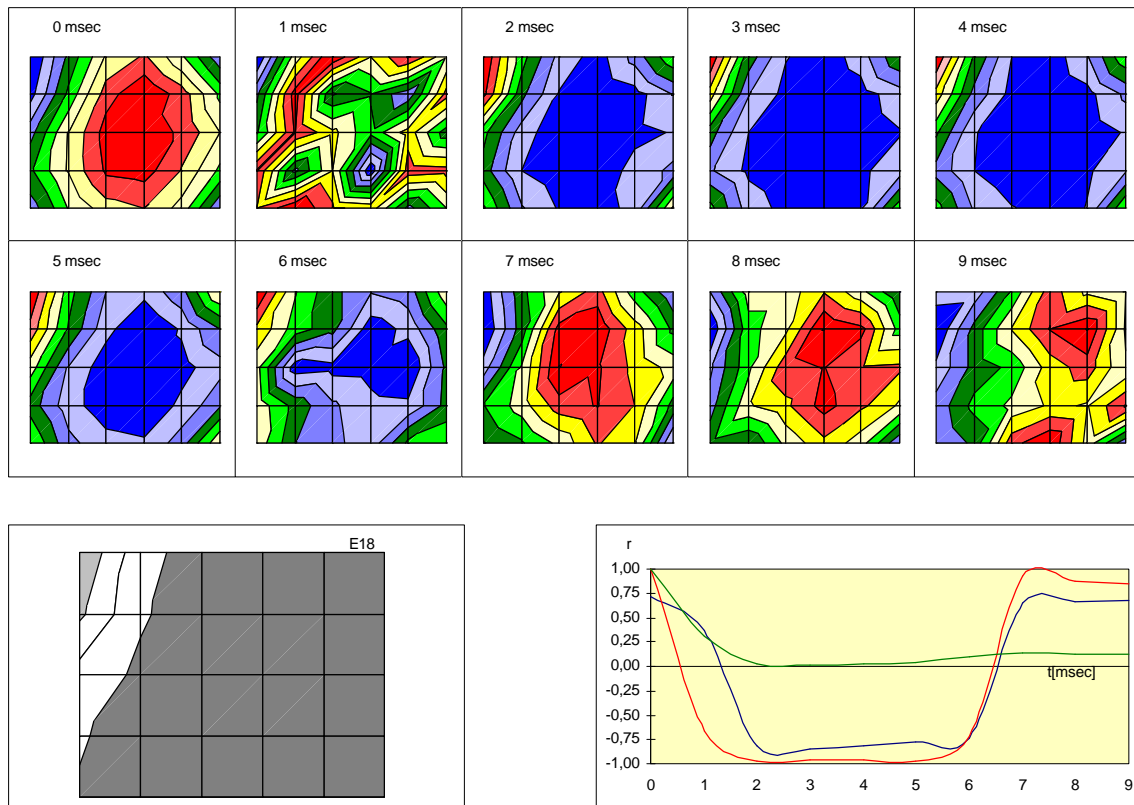 0 msec
1 msec
2 msec
3 msec
4 msec
5 msec
6 msec
7 msec
8 msec
9 msec
E18
r
1,00
0,75
0,50
0,25
0,00
-0,25
-0,50
-0,75
-1,00
t[msec]
0 1 2 3 4 5 6 7 8 9